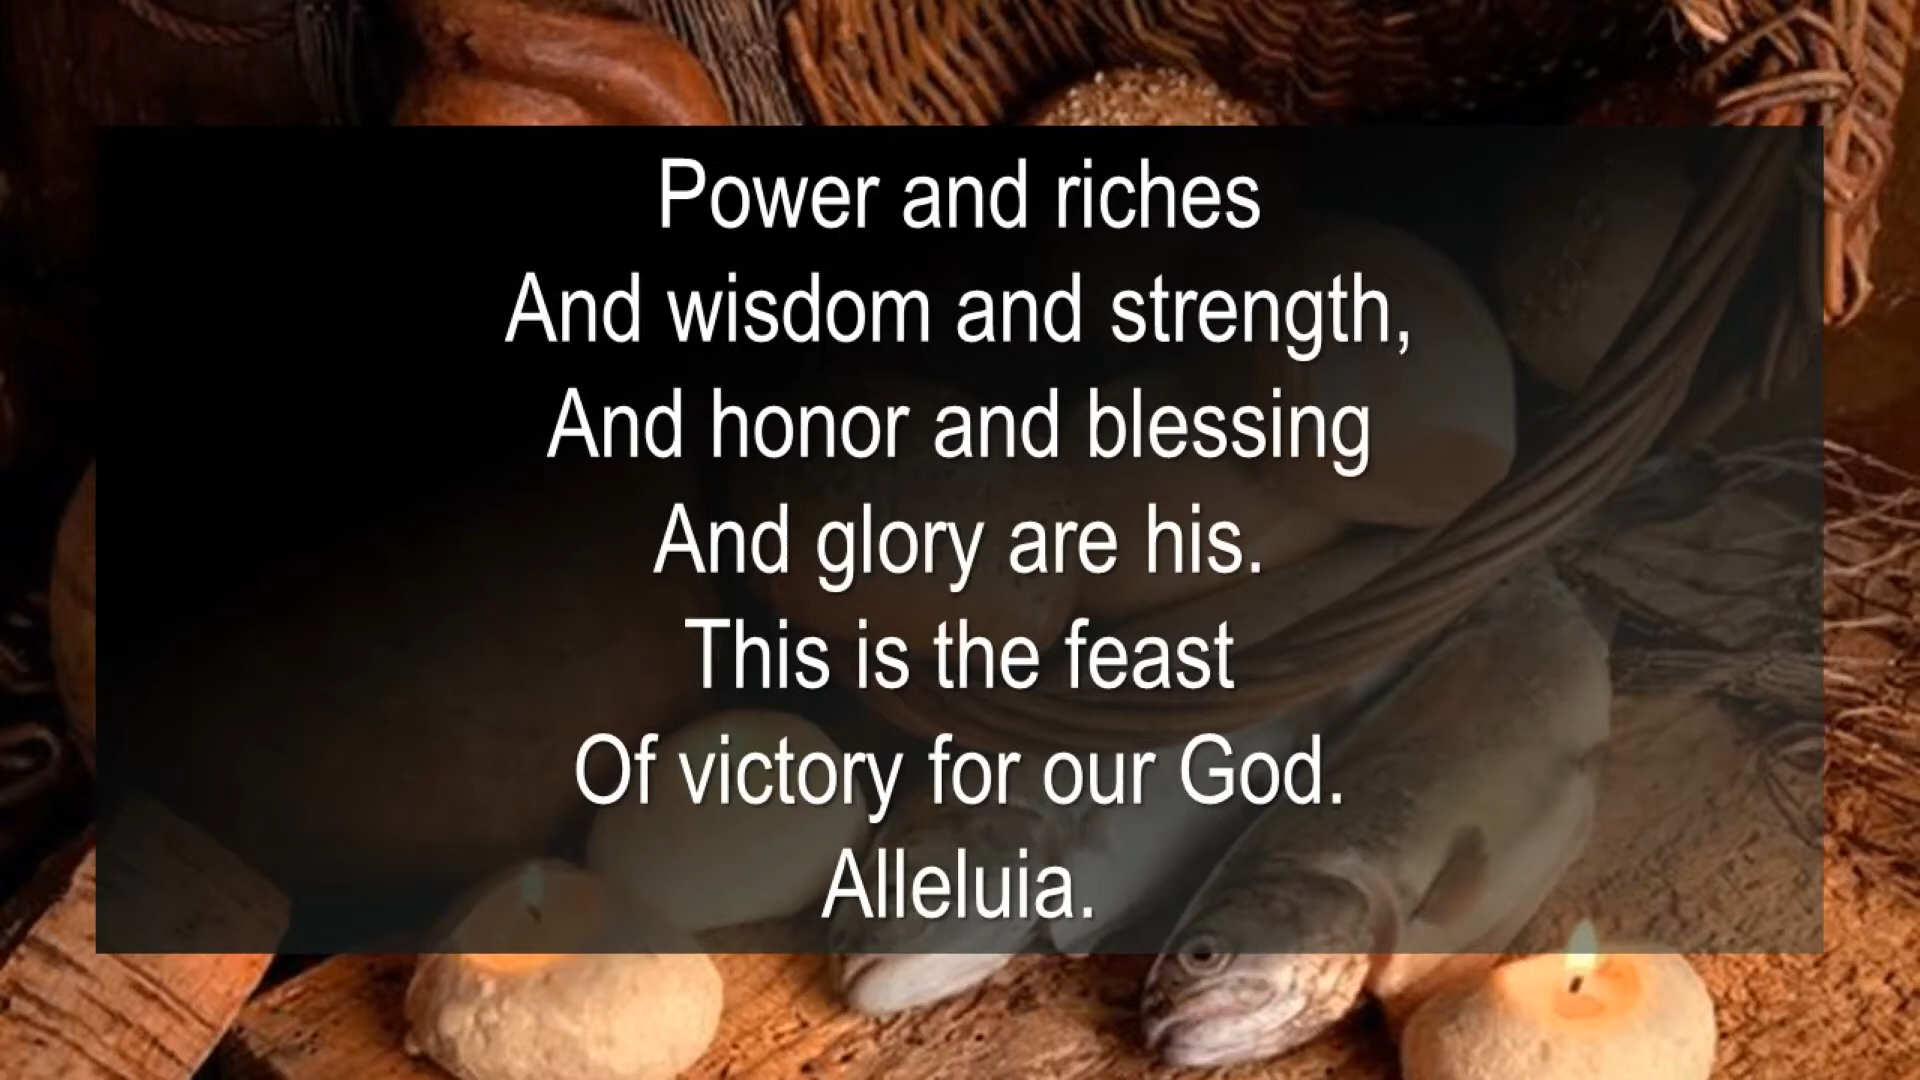 Power and riches
And wisdom and strength,
And honor and blessing
And glory are his.
This is the feast
Of victory for our God.
Alleluia.